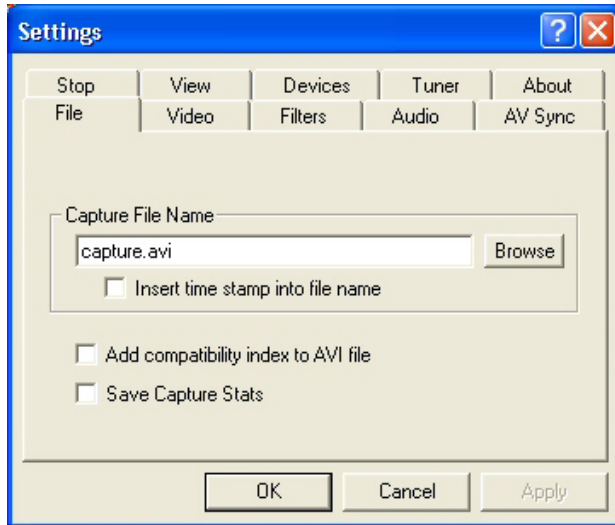 Settings
Stop View Devices Tuner About
File Video Filters Audio AV Sync
Capture File Name
capture.avi Browse
Insert time stamp into file name
Add compatibility index to AVI file
Save Capture Stats
OK Cancel Apply